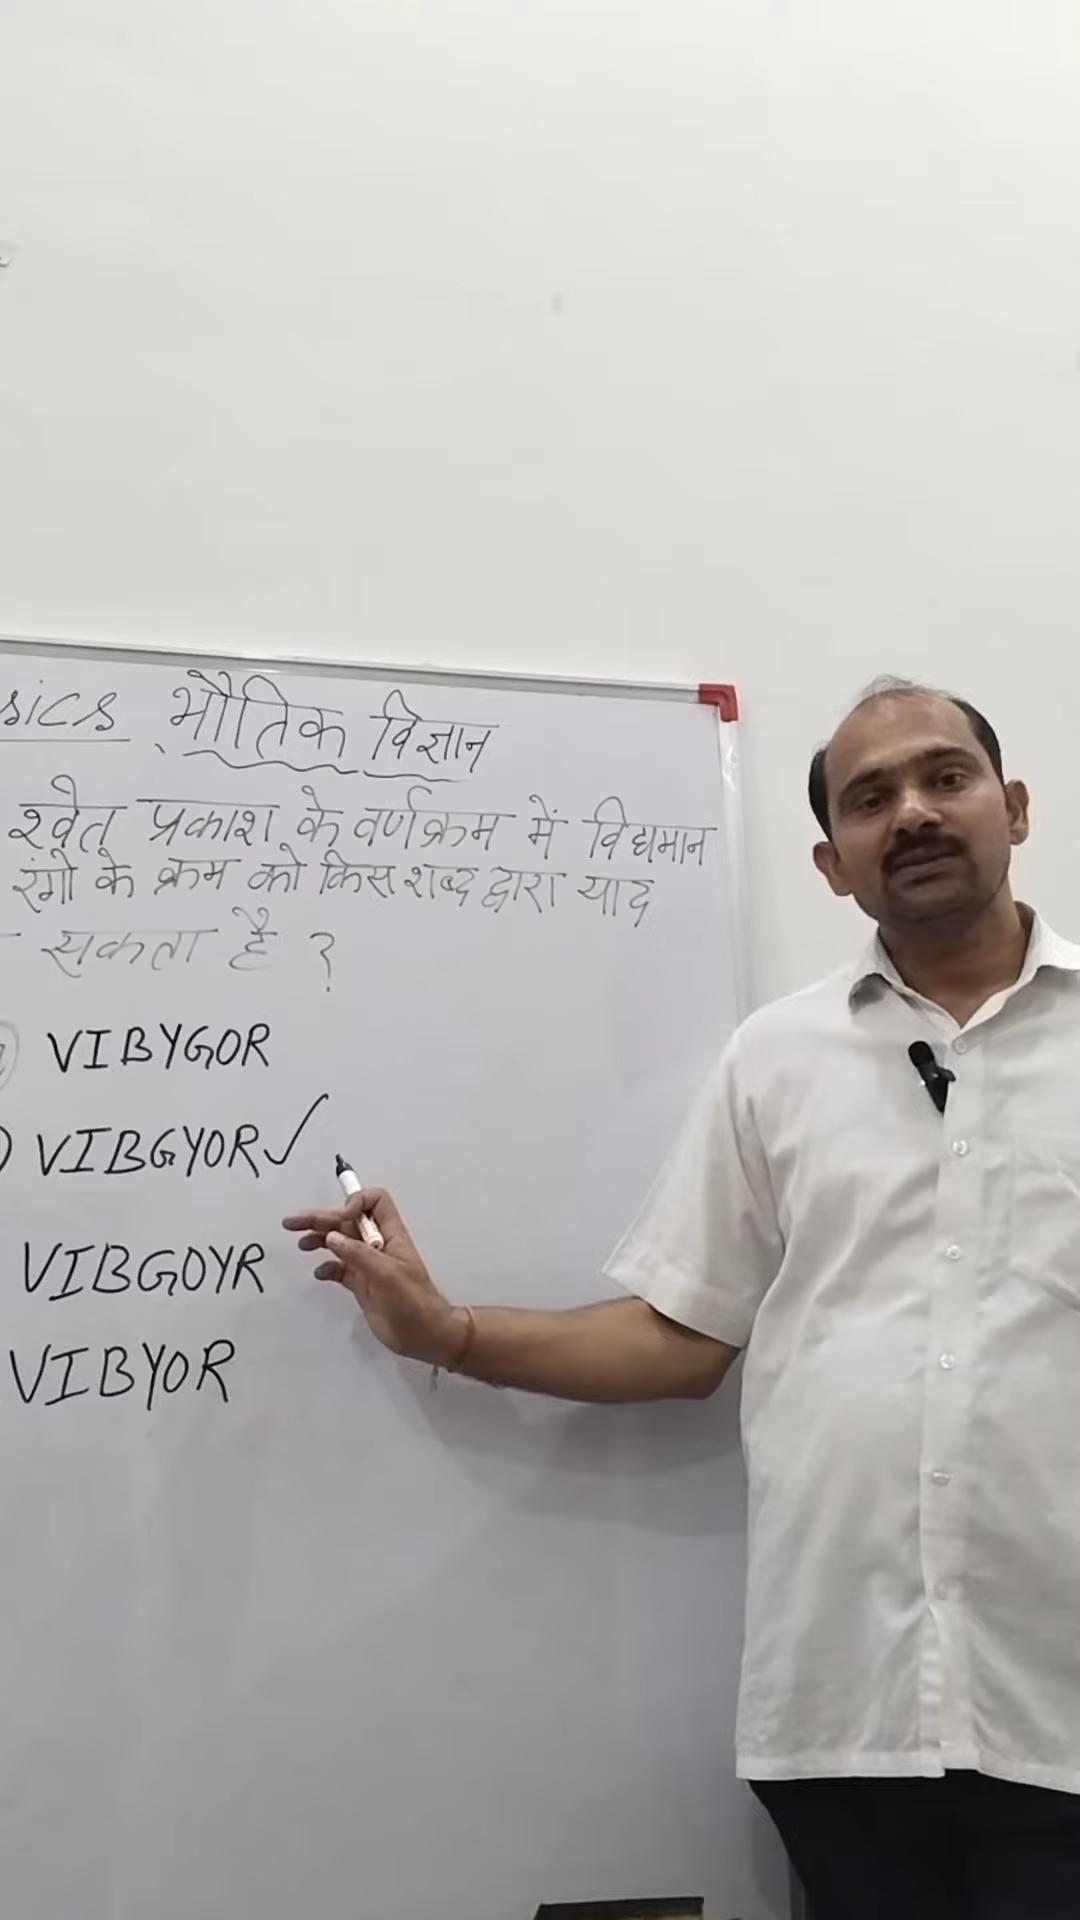 sics भौतिक विज्ञान
श्वेत प्रकाश के वर्णक्रम में विद्यमान
रंगो के क्रम को किस शब्द द्वारा याद
सकता है ?
VIBYGOR
) VIBGYOR ✓
VIBGOYR
VIBYOR